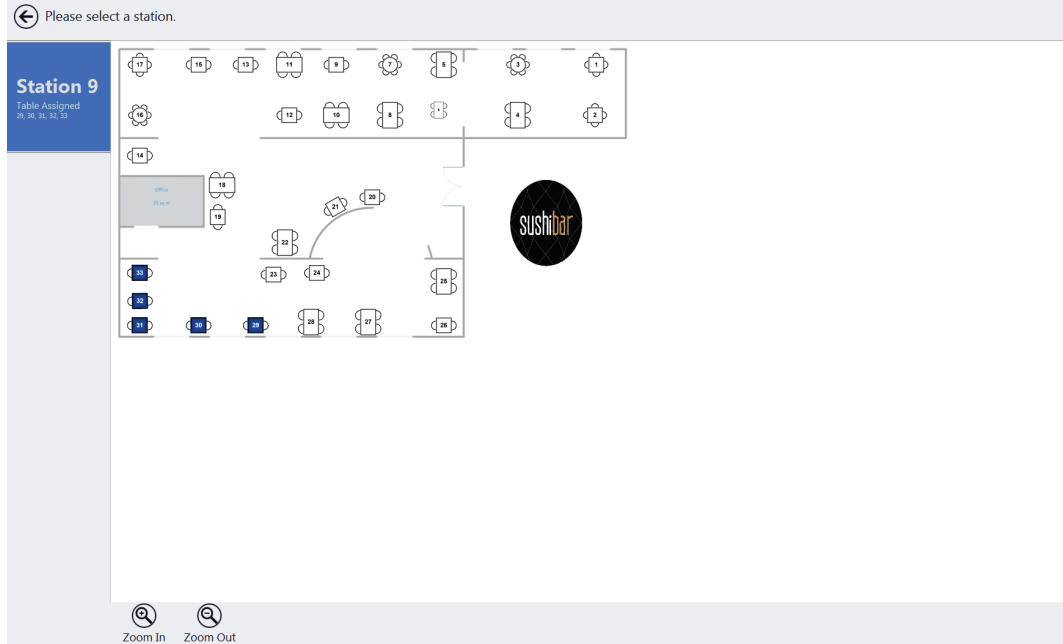 Please select a station.
Station 9
Table Assigned
29, 30, 31, 32, 33
17 15 13 11 9 7 5 3 1
16 12 10 8 4 2
14
Office
18
19
20
21
22
33 23 24 25
32
31 30 29 28 27 26
sushibar
Zoom In Zoom Out